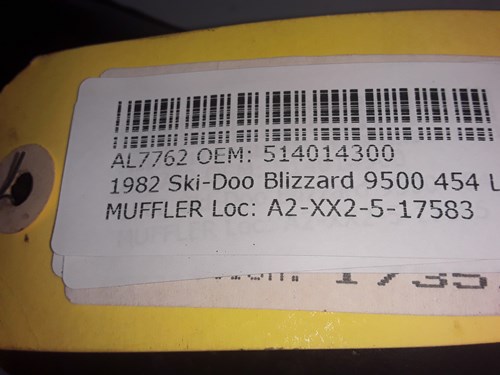 AL7762 OEM: 514014300
1982 Ski-Doo Blizzard 9500 454 L
MUFFLER Loc: A2-XX2-5-17583